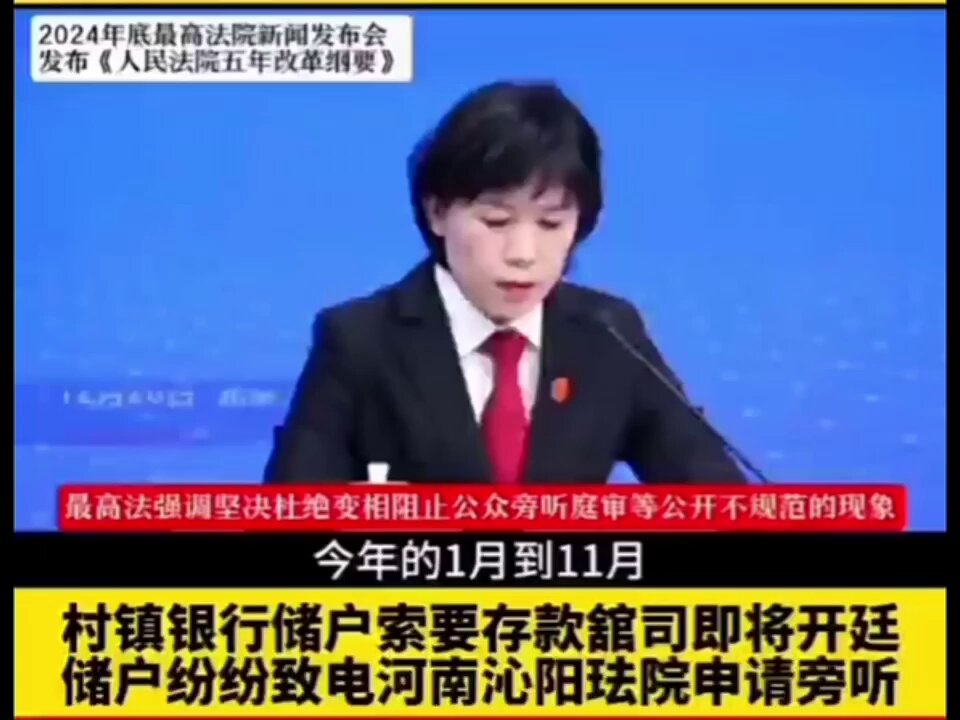 2024年底最高法院新闻发布会
发布《人民法院五年改革纲要》
最高法强调坚决杜绝变相阻止公众旁听庭审等公开不规范的现象
今年的1月到11月
村镇银行储户索要存款舘司即将开廷
储户纷纷致电河南沁阳珐院申请旁听